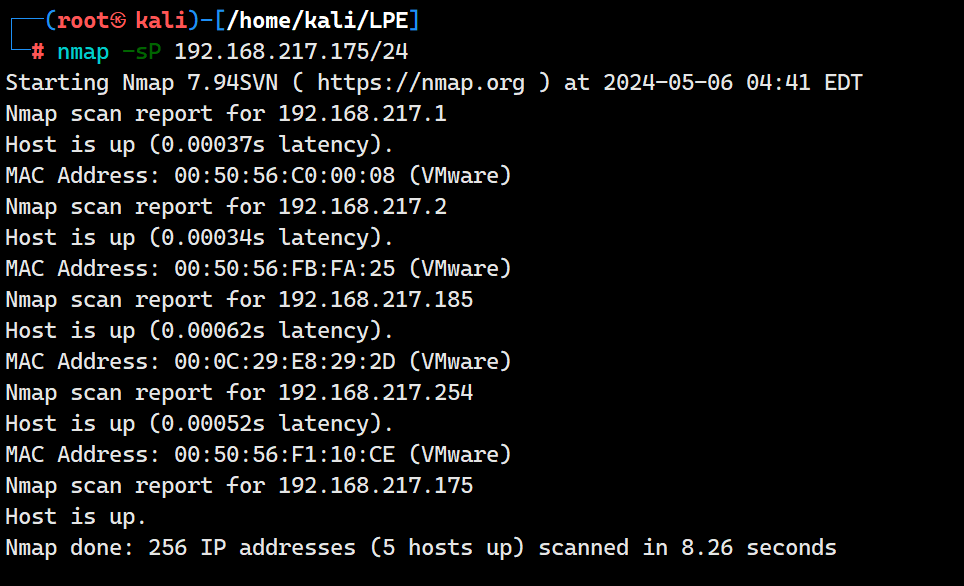 ┌──(root㉿kali)-[/home/kali/LPE]
└─# nmap -sP 192.168.217.175/24
Starting Nmap 7.94SVN ( https://nmap.org ) at 2024-05-06 04:41 EDT
Nmap scan report for 192.168.217.1
Host is up (0.00037s latency).
MAC Address: 00:50:56:C0:00:08 (VMware)
Nmap scan report for 192.168.217.2
Host is up (0.00034s latency).
MAC Address: 00:50:56:FB:FA:25 (VMware)
Nmap scan report for 192.168.217.185
Host is up (0.00062s latency).
MAC Address: 00:0C:29:E8:29:2D (VMware)
Nmap scan report for 192.168.217.254
Host is up (0.00052s latency).
MAC Address: 00:50:56:F1:10:CE (VMware)
Nmap scan report for 192.168.217.175
Host is up.
Nmap done: 256 IP addresses (5 hosts up) scanned in 8.26 seconds